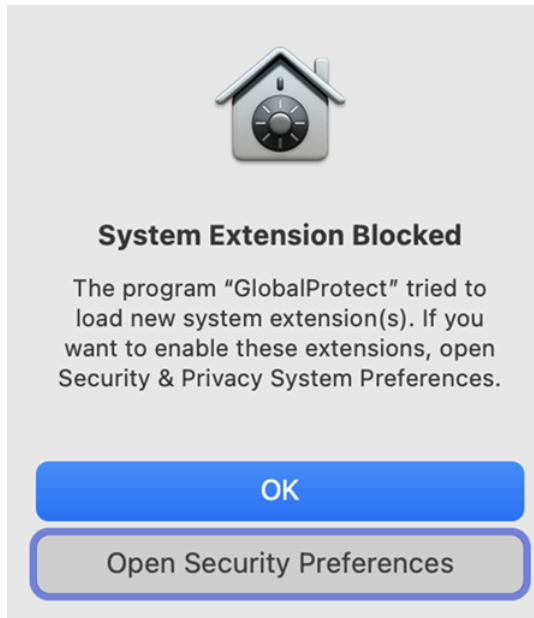 System Extension Blocked
The program “GlobalProtect” tried to
load new system extension(s). If you
want to enable these extensions, open
Security & Privacy System Preferences.
OK
Open Security Preferences